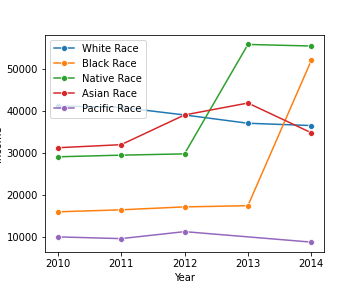 White Race
Black Race
Native Race
Asian Race
Pacific Race
50000
40000
30000
20000
10000
2010 2011 2012 2013 2014
Year